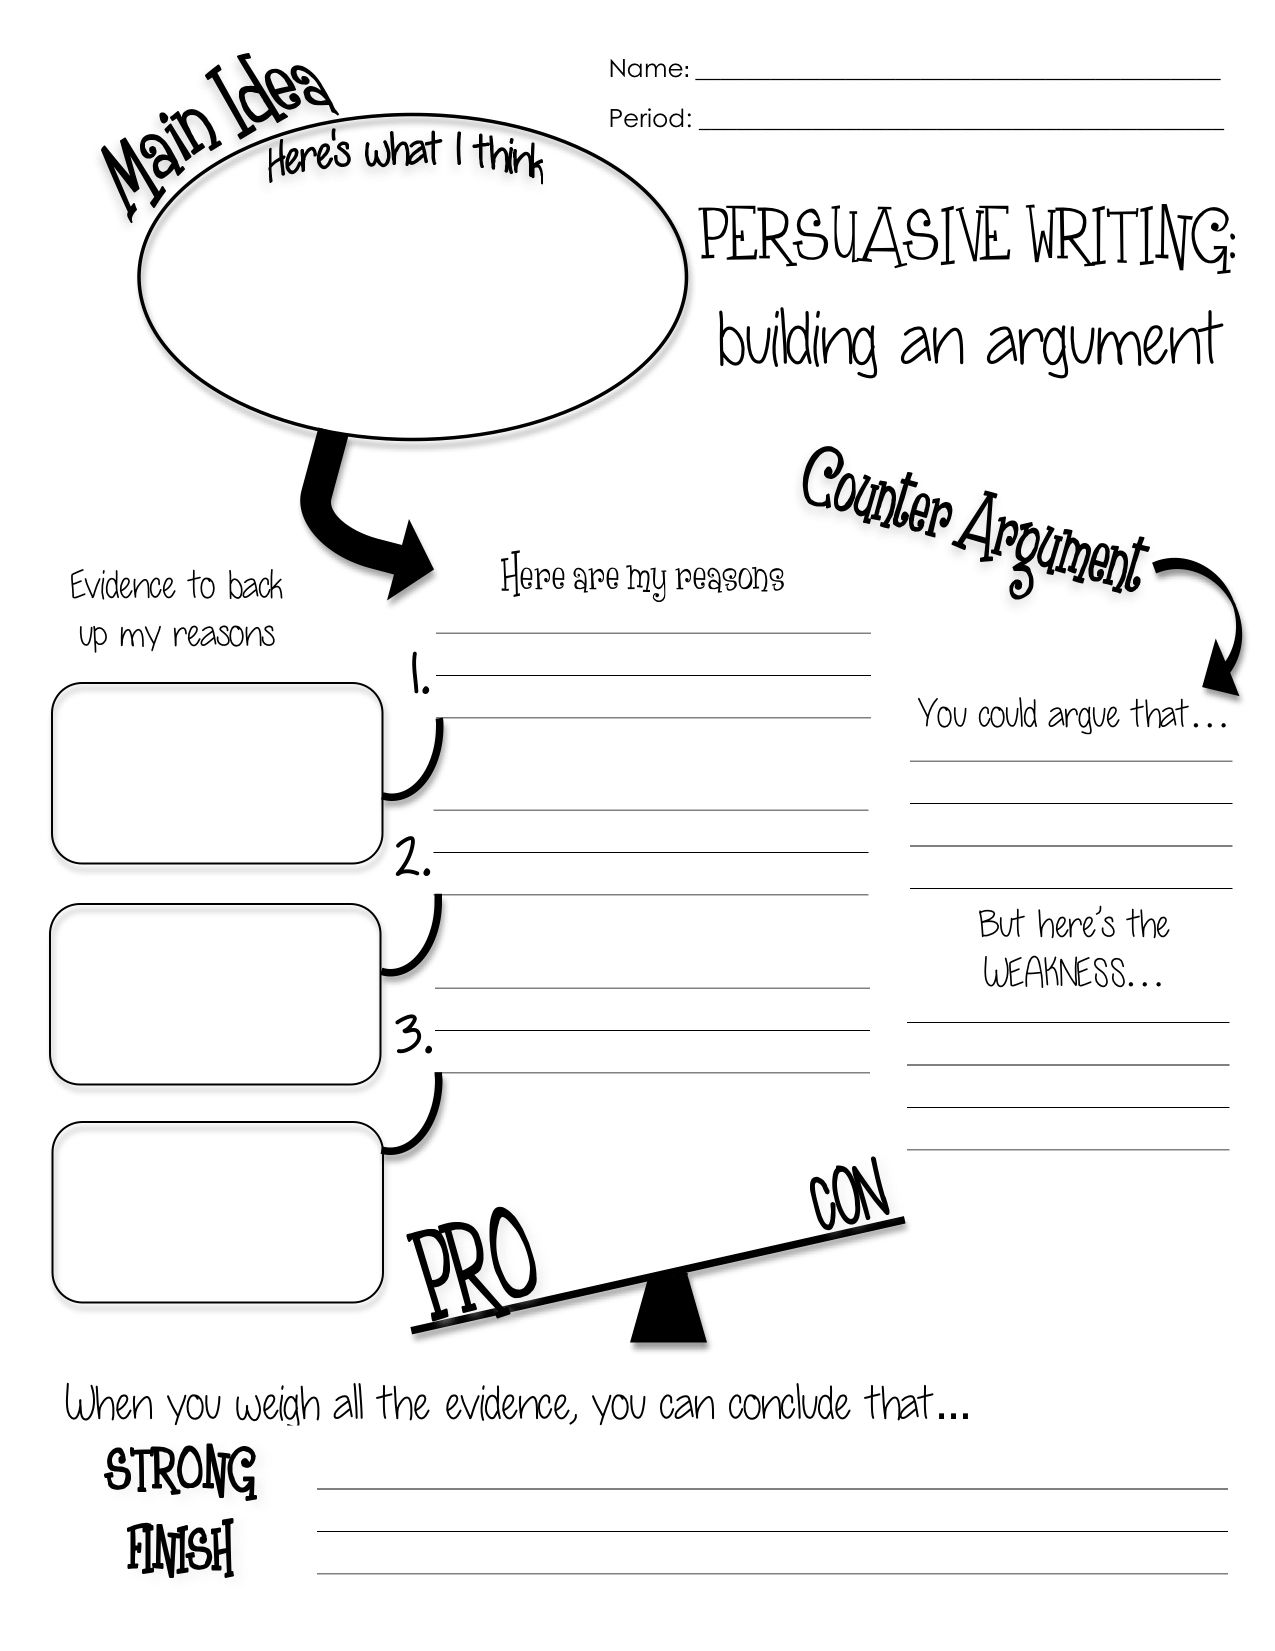 Name:
Period:
Main Idea
Here's what I think
PERSUASIVE WRITING:
building an argument
Counter Argument
Evidence to back
up my reasons
Here are my reasons
1.
2.
3.
You could argue that...
But here's the
WEAKNESS...
PRO
CON
When you weigh all the evidence, you can conclude that...
STRONG
FINISH